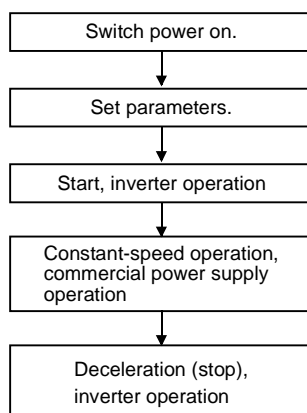 Switch power on.
Set parameters.
Start, inverter operation
Constant-speed operation,
commercial power supply
operation
Deceleration (stop),
inverter operation